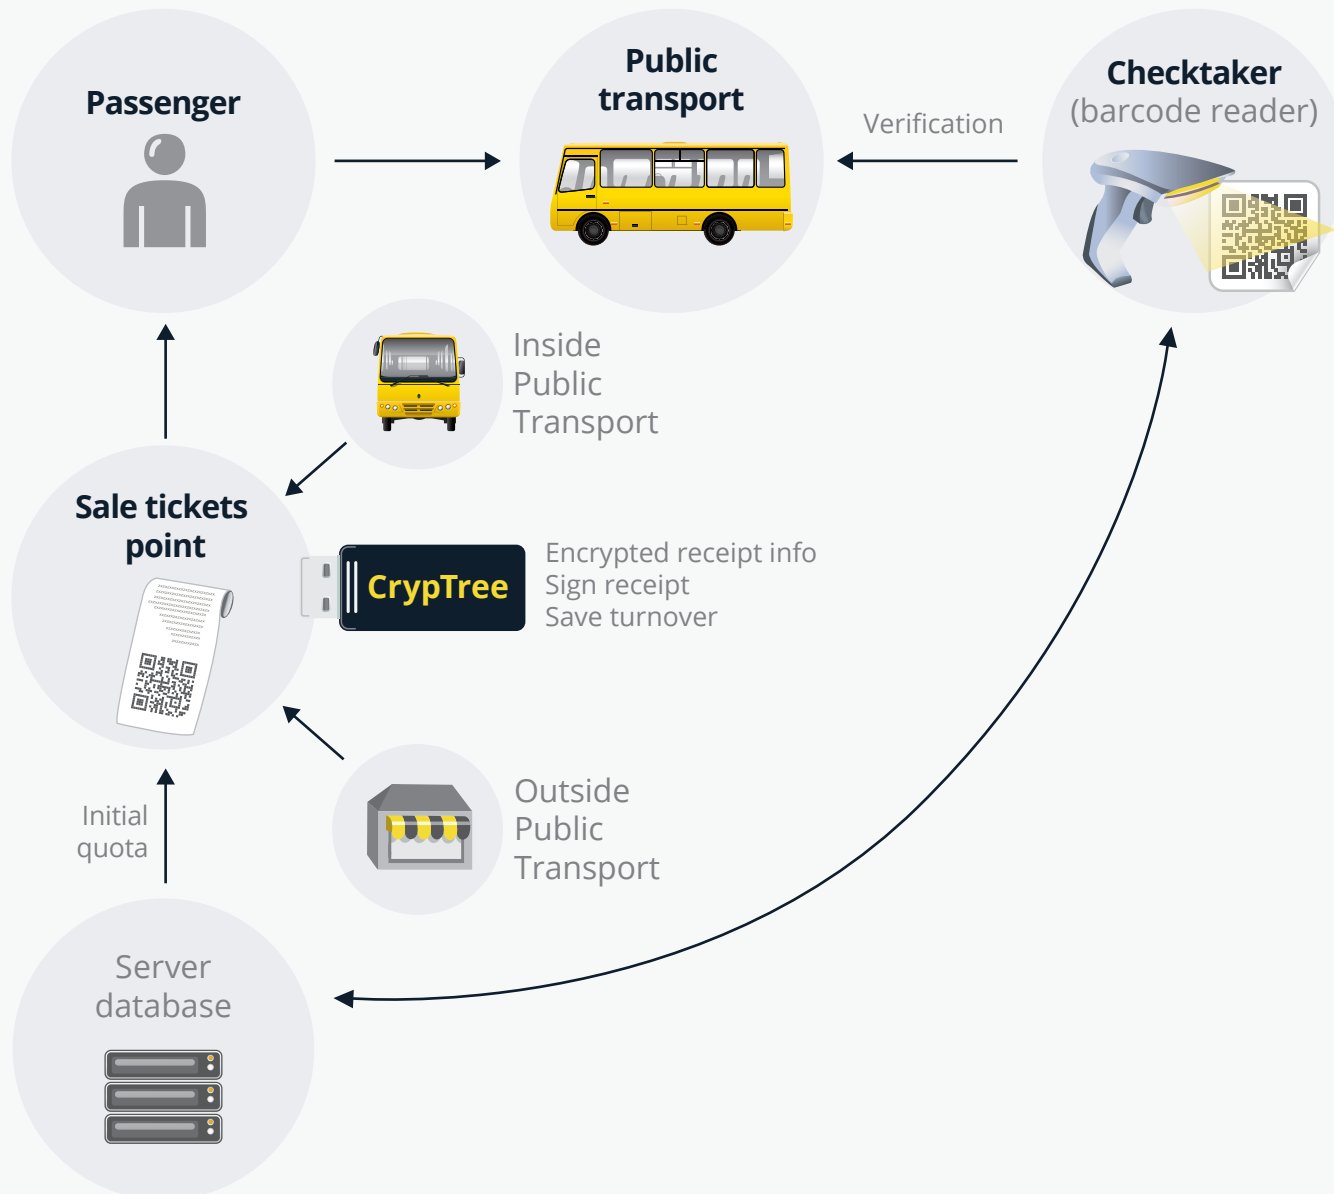 Passenger
Public
transport
Verification
Checktaker
(barcode reader)
Inside
Public
Transport
Sale tickets
point
CrypTree
Encrypted receipt info
Sign receipt
Save turnover
Initial
quota
Outside
Public
Transport
Server
database